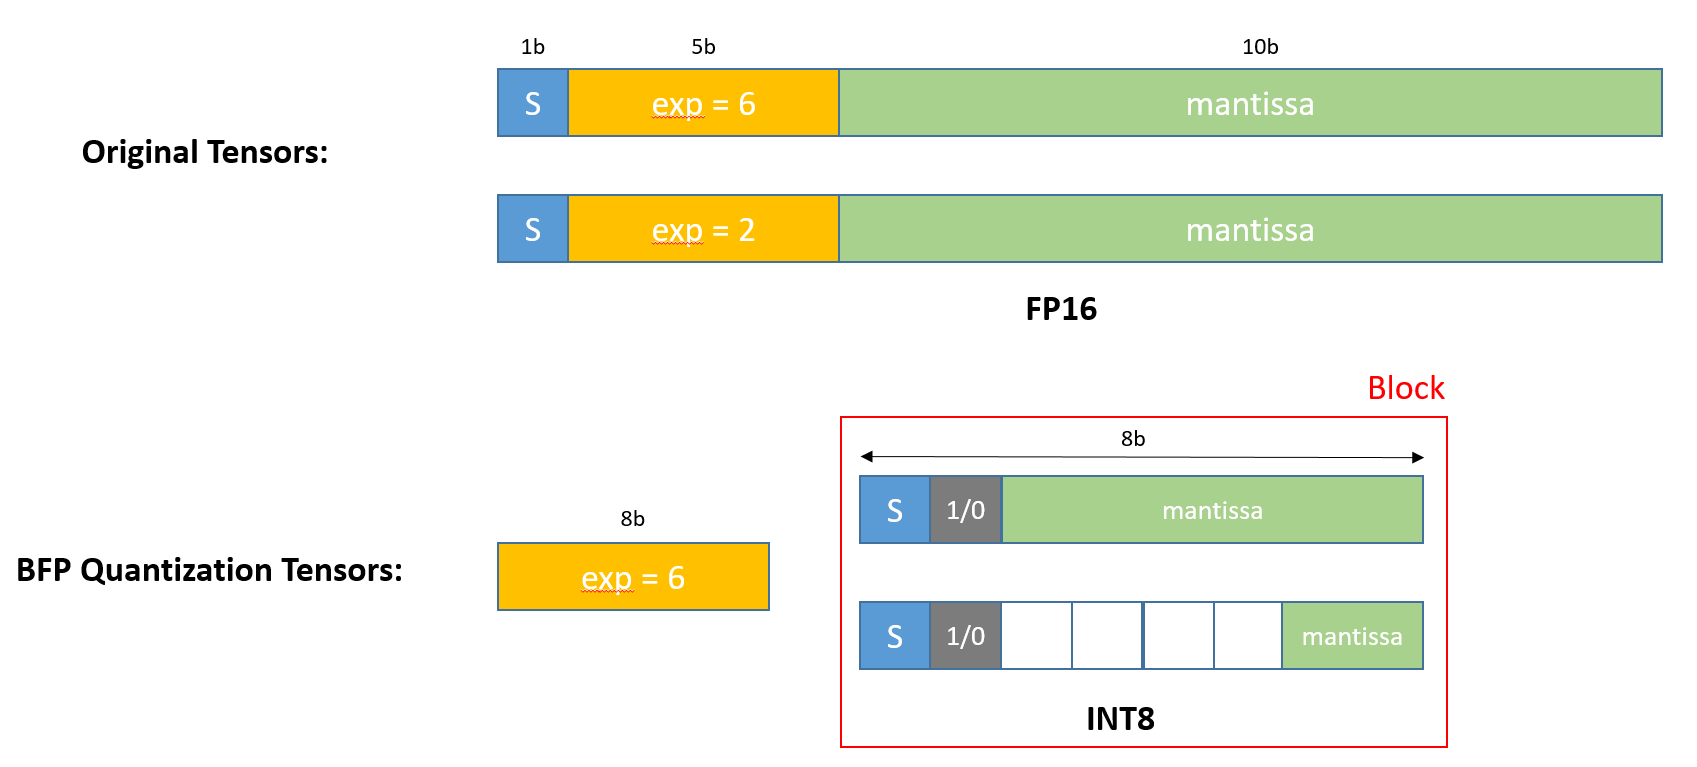 1b 5b 10b
S exp = 6 mantissa
Original Tensors:
S exp = 2 mantissa
FP16
Block
8b
S 1/0 mantissa
8b
BFP Quantization Tensors:
exp = 6
S 1/0 mantissa
INT8